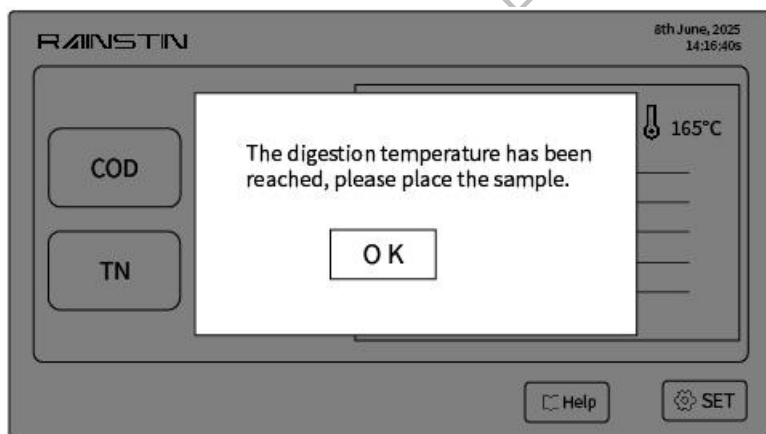 RAINSTIN
8th June, 2025
14:16:40s
165°C
COD
The digestion temperature has been
reached, please place the sample.
OK
TN
Help
SET